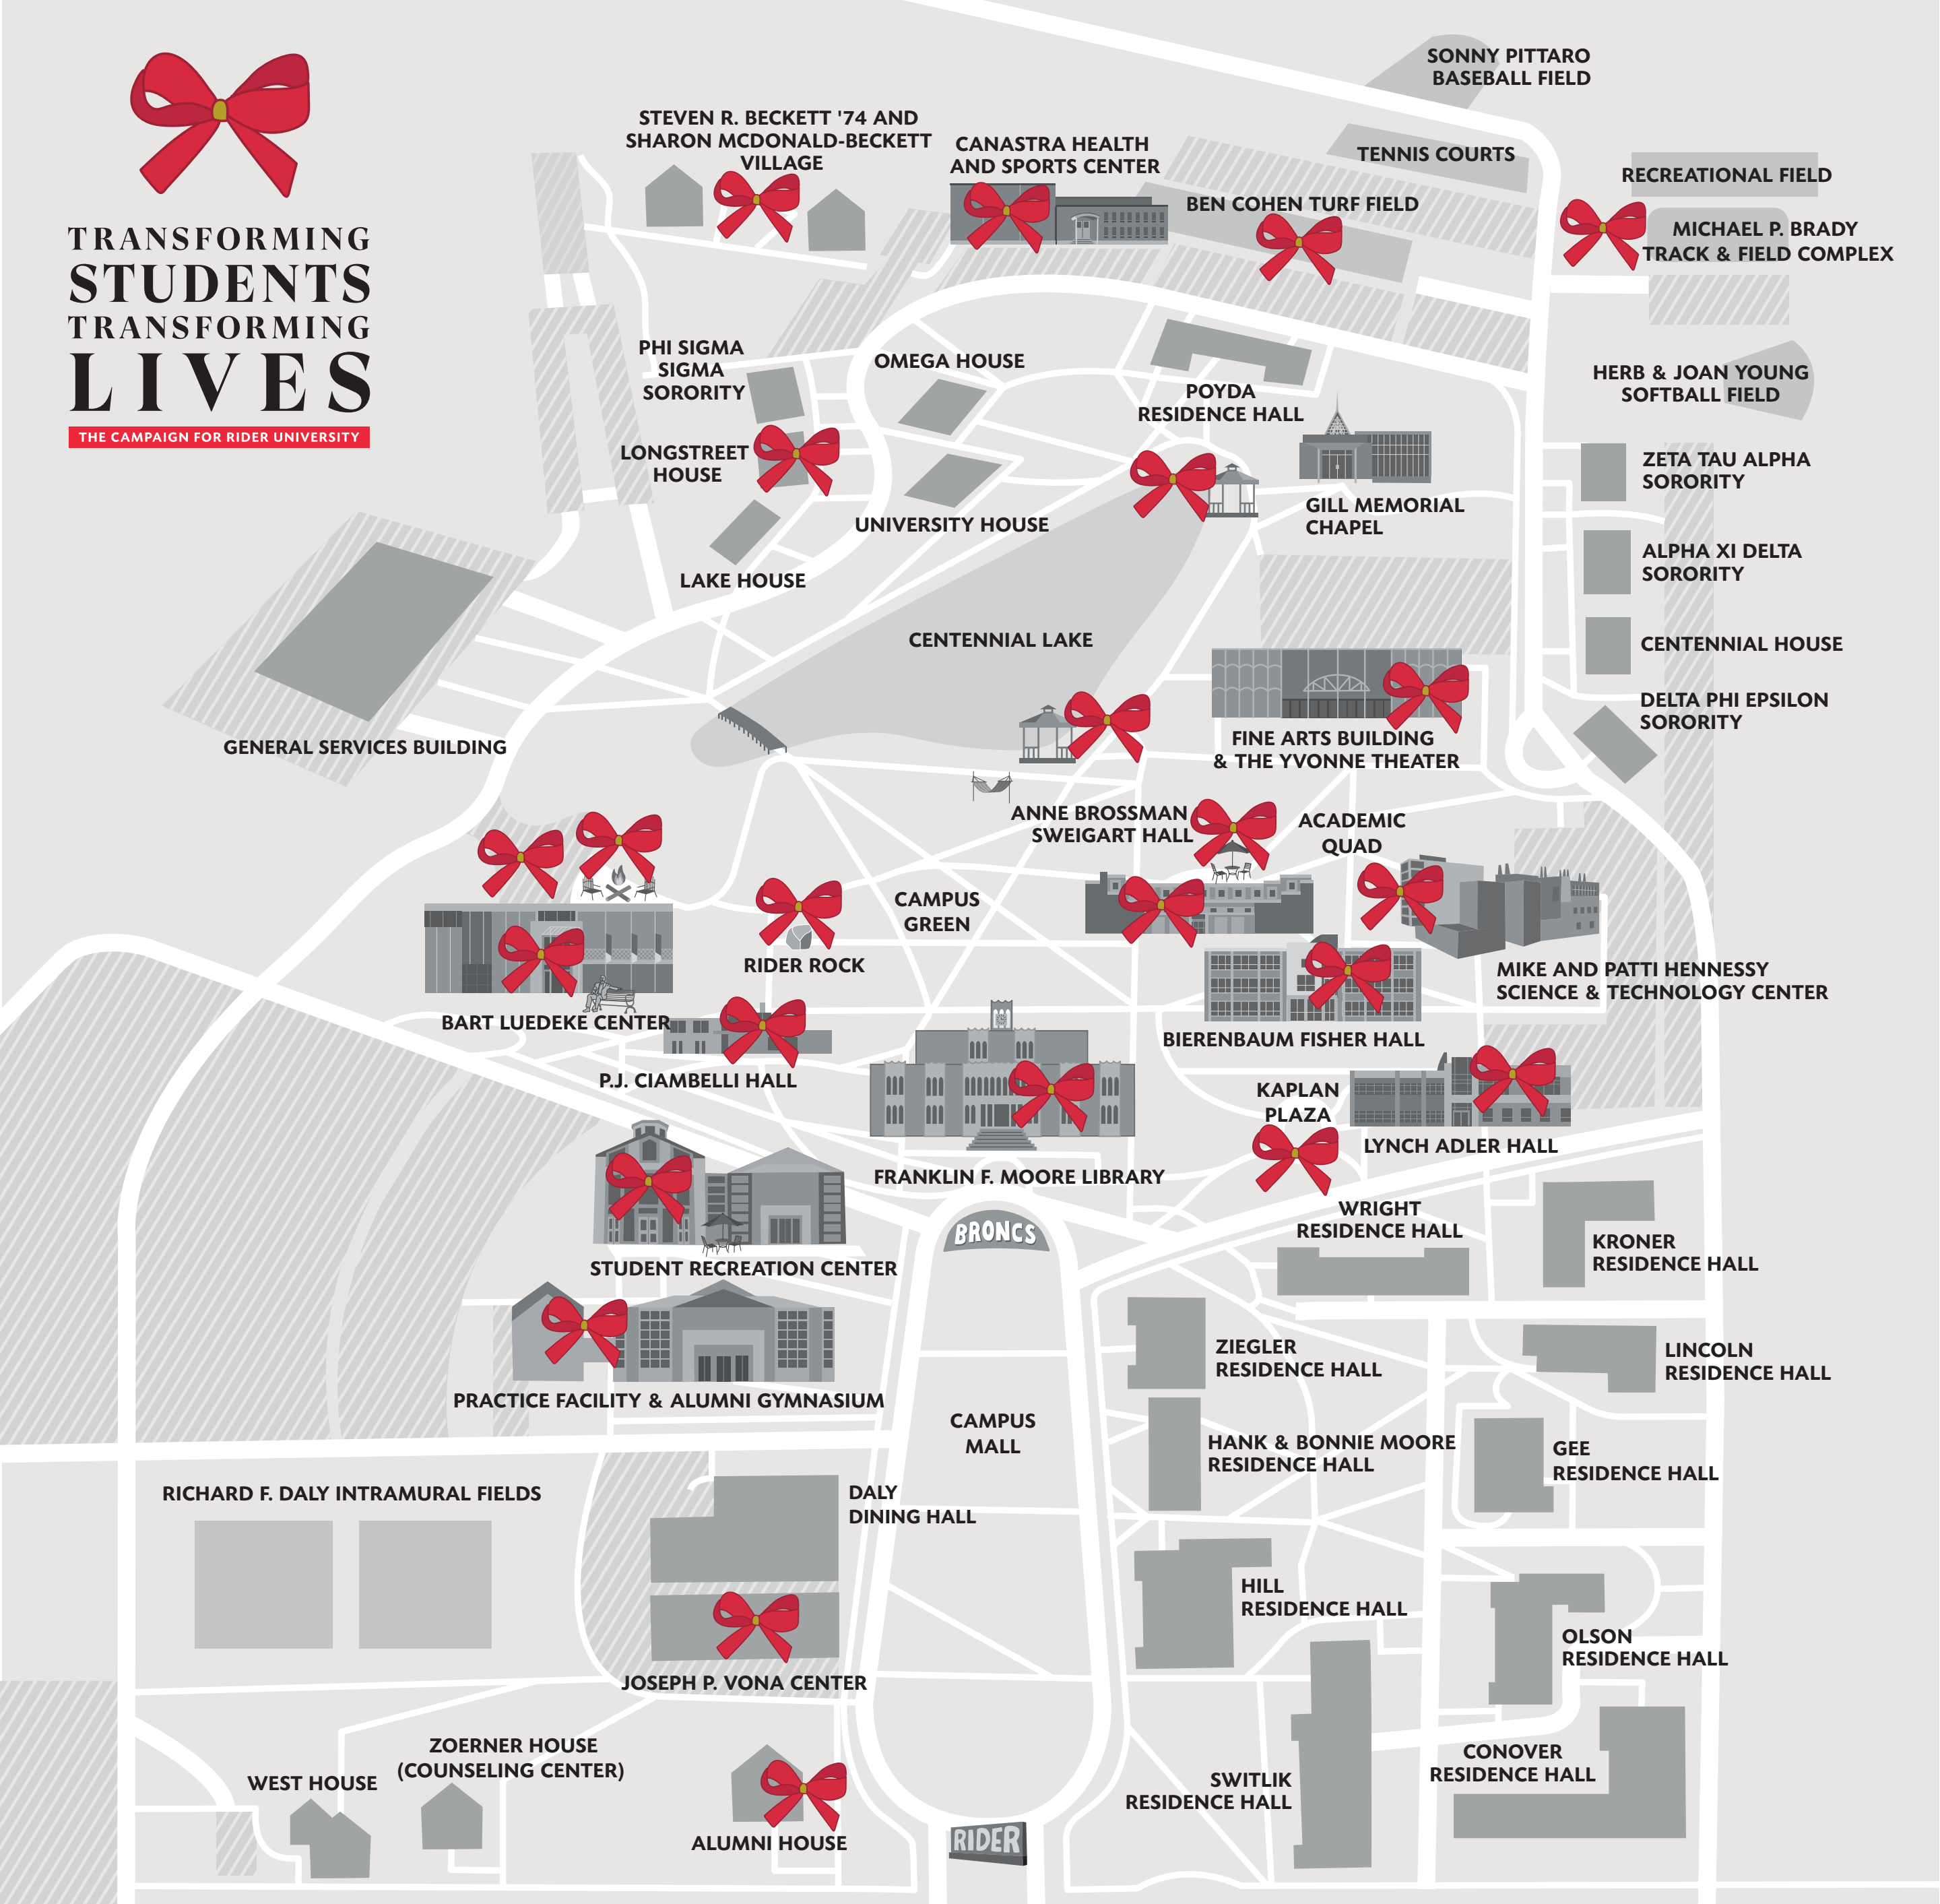 TRANSFORMING
STUDENTS
TRANSFORMING
LIVES
THE CAMPAIGN FOR RIDER UNIVERSITY
SONNY PITTARO
BASEBALL FIELD
STEVEN R. BECKETT '74 AND
SHARON MCDONALD-BECKETT
VILLAGE
CANASTRA HEALTH
AND SPORTS CENTER
TENNIS COURTS
RECREATIONAL FIELD
BEN COHEN TURF FIELD
MICHAEL P. BRADY
TRACK & FIELD COMPLEX
PHI SIGMA
SIGMA
SORORITY
OMEGA HOUSE
POYDA
RESIDENCE HALL
HERB & JOAN YOUNG
SOFTBALL FIELD
LONGSTREET
HOUSE
UNIVERSITY HOUSE
GILL MEMORIAL
CHAPEL
ZETA TAU ALPHA
SORORITY
LAKE HOUSE
ALPHA XI DELTA
SORORITY
CENTENNIAL LAKE
CENTENNIAL HOUSE
DELTA PHI EPSILON
SORORITY
GENERAL SERVICES BUILDING
FINE ARTS BUILDING
& THE YVONNE THEATER
ANNE BROSSMAN
SWEIGART HALL
ACADEMIC
QUAD
CAMPUS
GREEN
RIDER ROCK
MIKE AND PATTI HENNESSY
SCIENCE & TECHNOLOGY CENTER
BART LUEDEKE CENTER
BIERENBAUM FISHER HALL
P.J. CIAMBELLI HALL
KAPLAN
PLAZA
LYNCH ADLER HALL
FRANKLIN F. MOORE LIBRARY
BRONCS
WRIGHT
RESIDENCE HALL
KRONER
RESIDENCE HALL
STUDENT RECREATION CENTER
ZIEGLER
RESIDENCE HALL
LINCOLN
RESIDENCE HALL
PRACTICE FACILITY & ALUMNI GYMNASIUM
CAMPUS
MALL
HANK & BONNIE MOORE
RESIDENCE HALL
GEE
RESIDENCE HALL
RICHARD F. DALY INTRAMURAL FIELDS
DALY
DINING HALL
HILL
RESIDENCE HALL
OLSON
RESIDENCE HALL
JOSEPH P. VONA CENTER
ZOERNER HOUSE
(COUNSELING CENTER)
WEST HOUSE
CONOVER
RESIDENCE HALL
SWITLIK
RESIDENCE HALL
ALUMNI HOUSE
RIDER